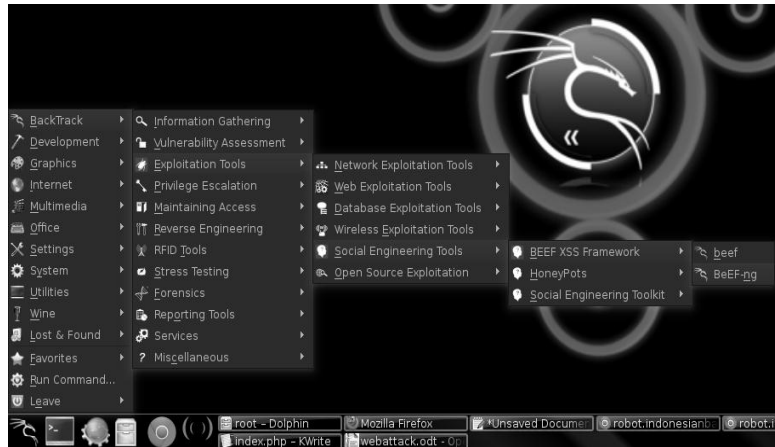 BackTrack
Development
Graphics
Internet
Multimedia
Office
Settings
System
Utilities
Wine
Lost & Found
Favorites
Run Command...
Leave
Information Gathering
Vulnerability Assessment
Exploitation Tools
Privilege Escalation
Maintaining Access
Reverse Engineering
RFID Tools
Stress Testing
Forensics
Reporting Tools
Services
Miscellaneous
Network Exploitation Tools
Web Exploitation Tools
Database Exploitation Tools
Wireless Exploitation Tools
Social Engineering Tools
Open Source Exploitation
BEEF XSS Framework
HoneyPots
Social Engineering Toolkit
beef
BeEF-ng
root – Dolphin
Mozilla Firefox
*Unsaved Documen
robot.indonesianba
robot.i
index.php – KWrite
webattack.odt - Op